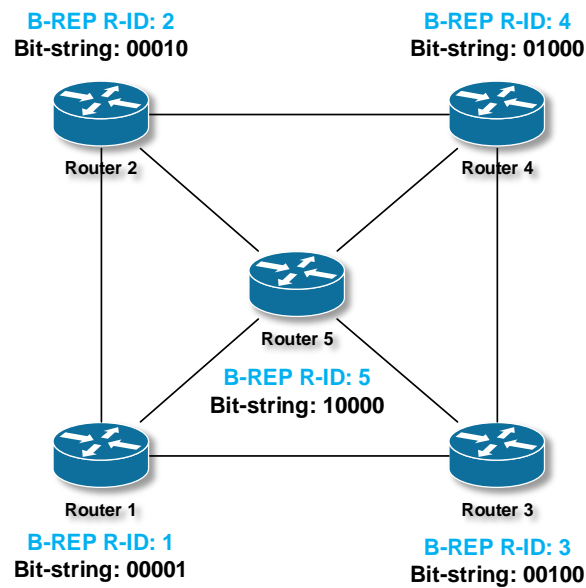 B-REP R-ID: 2
Bit-string: 00010
B-REP R-ID: 4
Bit-string: 01000
Router 2
Router 4
Router 5
B-REP R-ID: 5
Bit-string: 10000
Router 1
Router 3
B-REP R-ID: 1
Bit-string: 00001
B-REP R-ID: 3
Bit-string: 00100